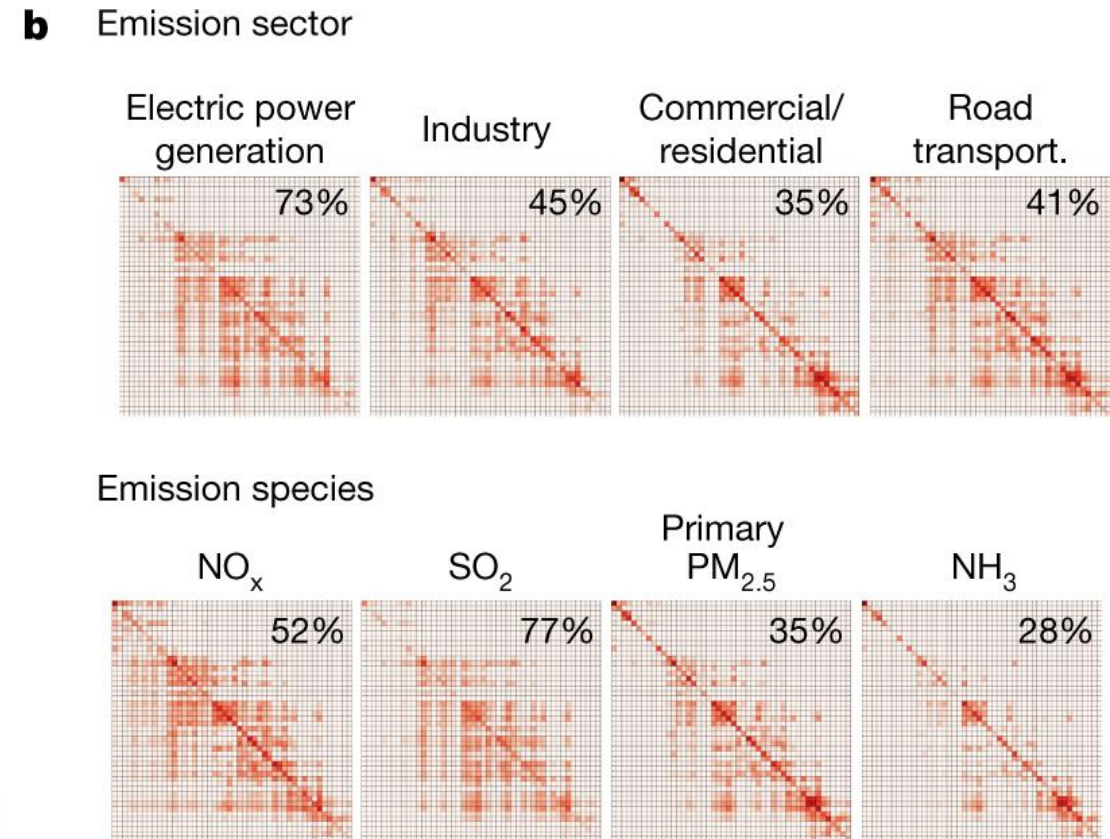 b Emission sector
Electric power
generation
Industry
Commercial/
residential
Road
transport.
73%
45%
35%
41%
Emission species
NOx
SO2
Primary
PM2.5
NH3
52%
77%
35%
28%